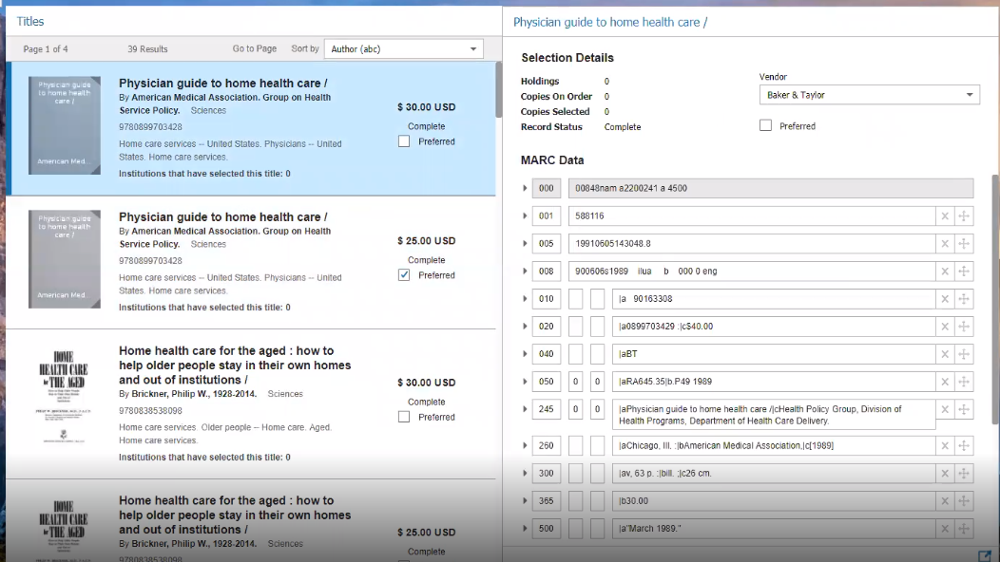 Titles
Page 1 of 4 39 Results Go to Page Sort by Author (abc)
Physician guide
to home health
care /
American Med...
Physician guide to home health care /
By American Medical Association. Group on Health
Service Policy. Sciences
9780899703428
Home care services -- United States. Physicians -- United
States. Home care services.
Institutions that have selected this title: 0
$ 30.00 USD
Complete
Preferred
Physician guide
to home health
care /
American Med...
Physician guide to home health care /
By American Medical Association. Group on Health
Service Policy. Sciences
9780899703428
Home care services -- United States. Physicians -- United
States. Home care services.
Institutions that have selected this title: 0
$ 25.00 USD
Complete
Preferred
HOME
HEALTH CARE
for THE AGED
Home health care for the aged : how to
help older people stay in their own homes
and out of institutions /
By Brickner, Philip W., 1928-2014. Sciences
9780838538098
Home care services. Older people -- Home care. Aged.
Home care services.
Institutions that have selected this title: 0
$ 30.00 USD
Complete
Preferred
HOME
HEALTH CARE
for THE AGED
Home health care for the aged : how to
help older people stay in their own homes
and out of institutions /
By Brickner, Philip W., 1928-2014. Sciences
9780838538098
$ 25.00 USD
Complete
Physician guide to home health care /
Selection Details
Holdings 0
Copies On Order 0
Copies Selected 0
Record Status Complete
Vendor
Baker & Taylor
Preferred
MARC Data
000 00848nam a2200241 a 4500
001 588116
005 19910605143048.8
008 900606s1989 ilua b 000 0 eng
010 |a 90163308
020 |a0899703429 :|c$40.00
040 |aBT
050 0 0 |aRA645.35|b.P49 1989
245 0 0 |aPhysician guide to home health care /|cHealth Policy Group, Division of
Health Programs, Department of Health Care Delivery.
260 |aChicago, Ill. :|bAmerican Medical Association,|c[1989]
300 |av, 63 p. :|bill. ;|c26 cm.
365 |b30.00
500 |a"March 1989."